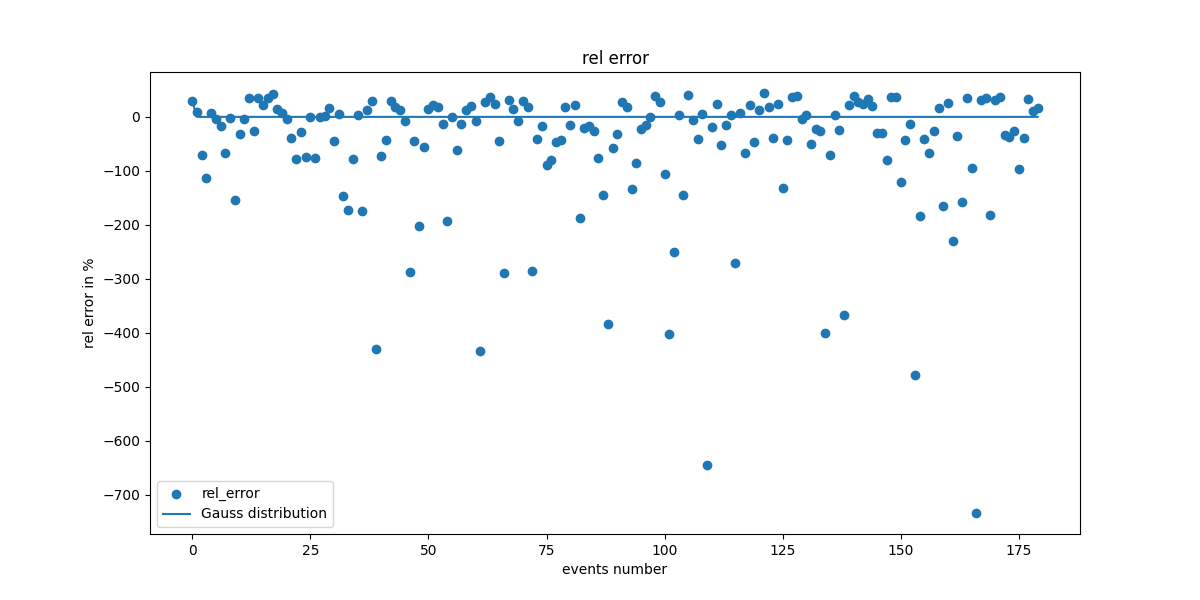 rel error
rel error in %
0
−100
−200
−300
−400
−500
−600
−700
rel_error
Gauss distribution
0 25 50 75 100 125 150 175
events number